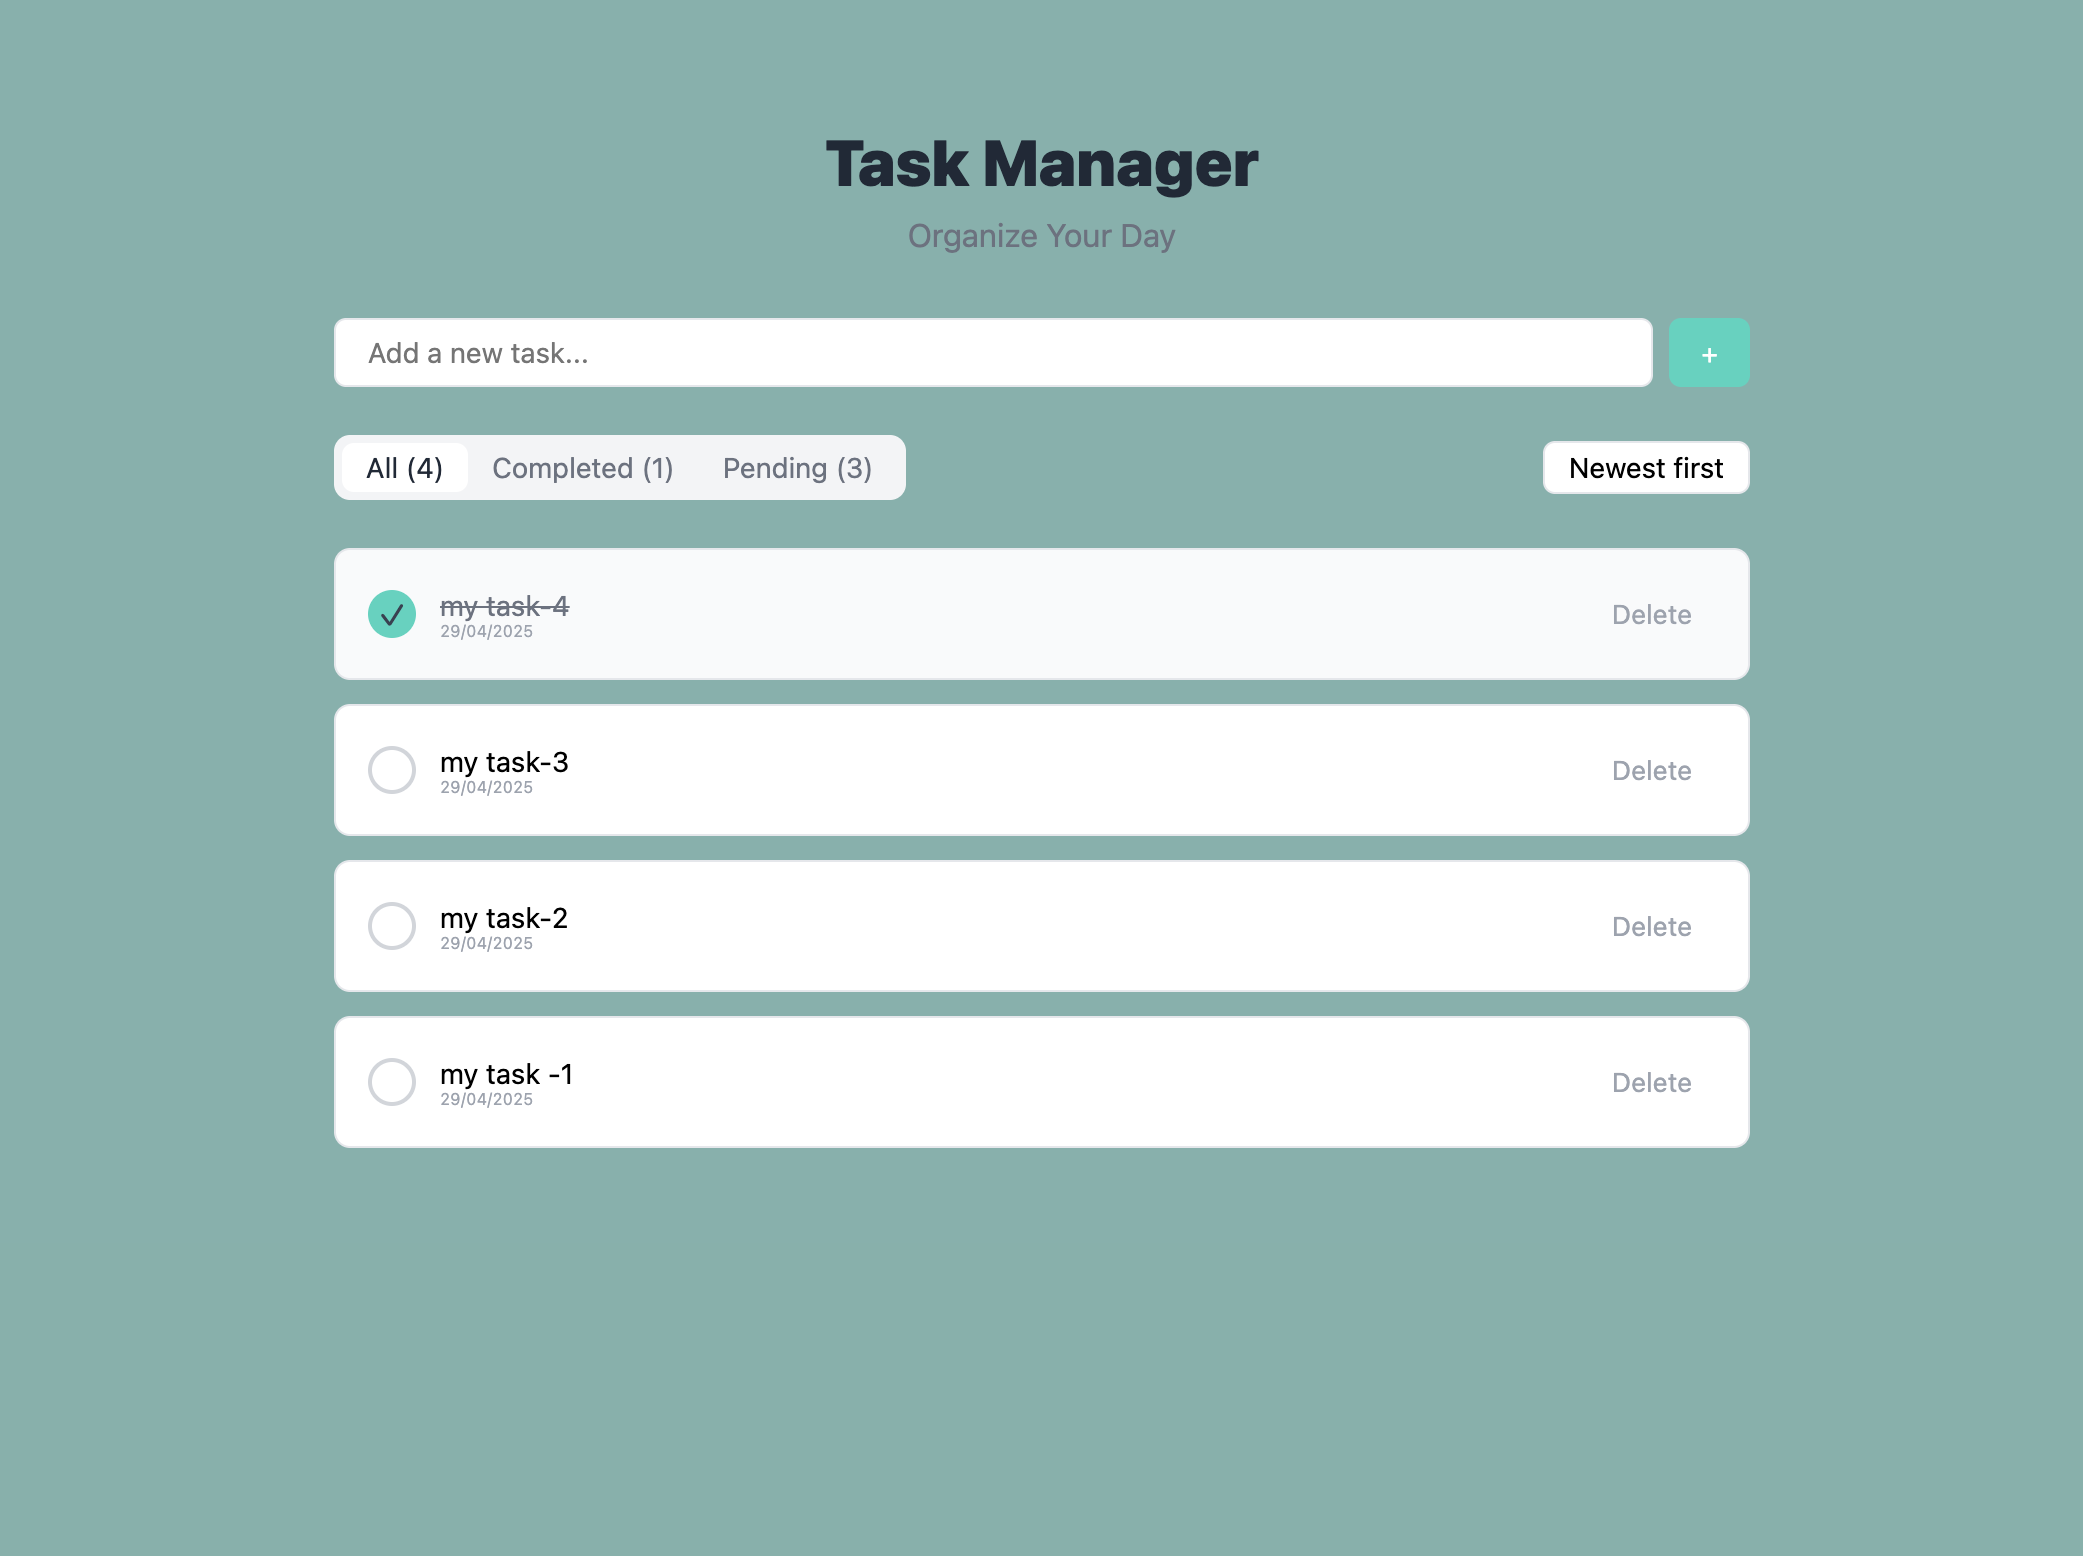 Task Manager
Organize Your Day
Add a new task...
+
All (4) Completed (1) Pending (3) Newest first
my task-4
29/04/2025
Delete
my task-3
29/04/2025
Delete
my task-2
29/04/2025
Delete
my task -1
29/04/2025
Delete